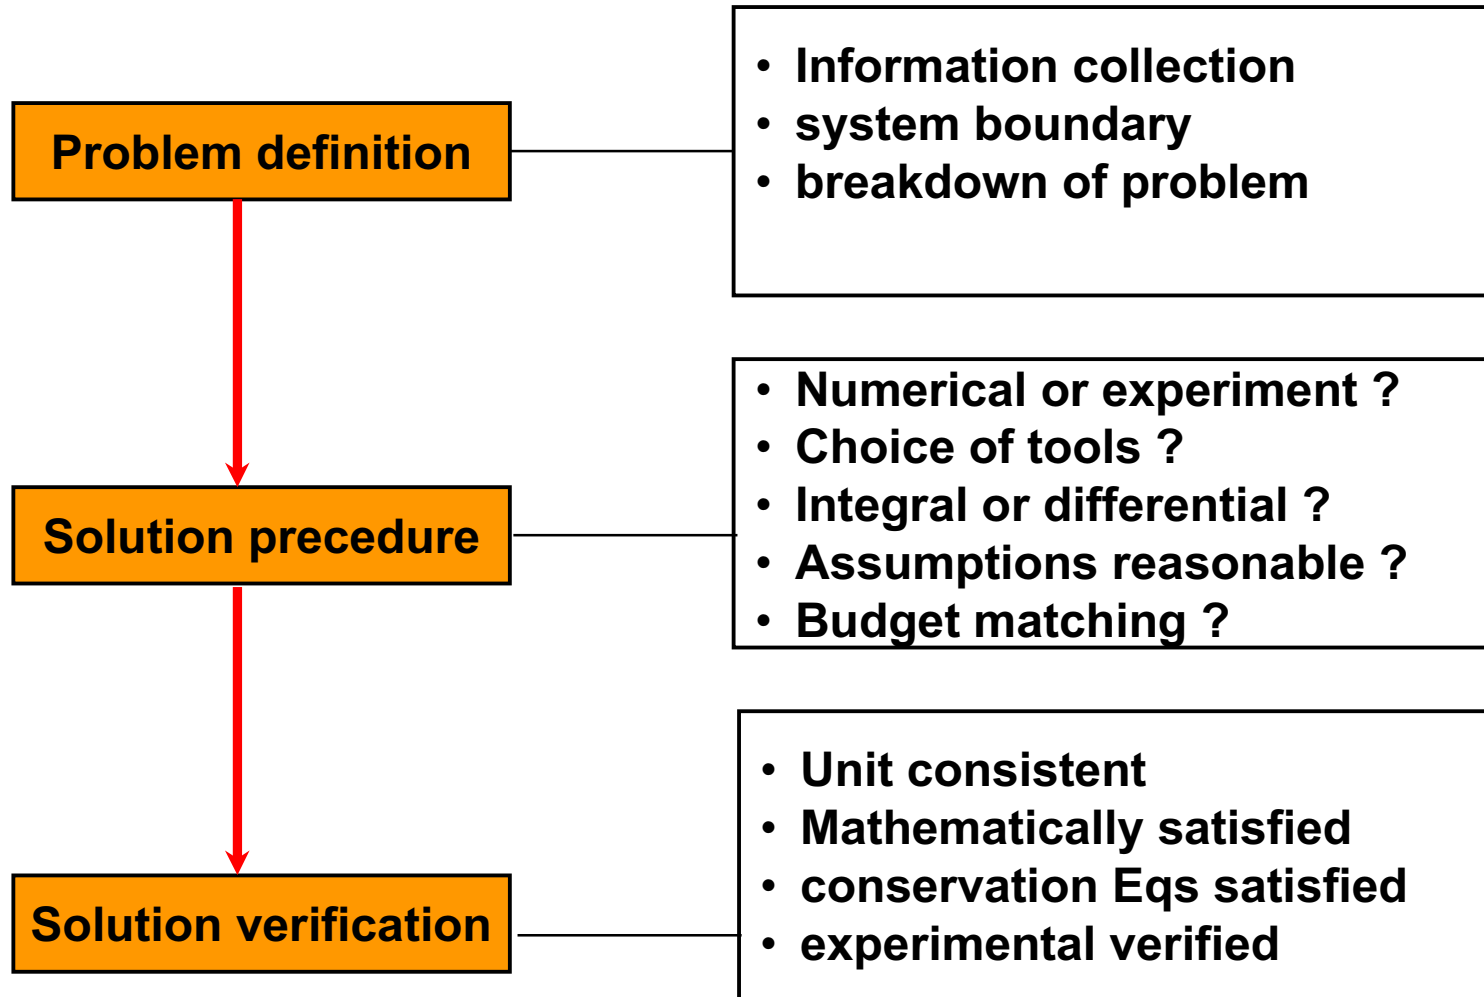 Problem definition
• Information collection
• system boundary
• breakdown of problem
Solution precedure
• Numerical or experiment ?
• Choice of tools ?
• Integral or differential ?
• Assumptions reasonable ?
• Budget matching ?
Solution verification
• Unit consistent
• Mathematically satisfied
• conservation Eqs satisfied
• experimental verified